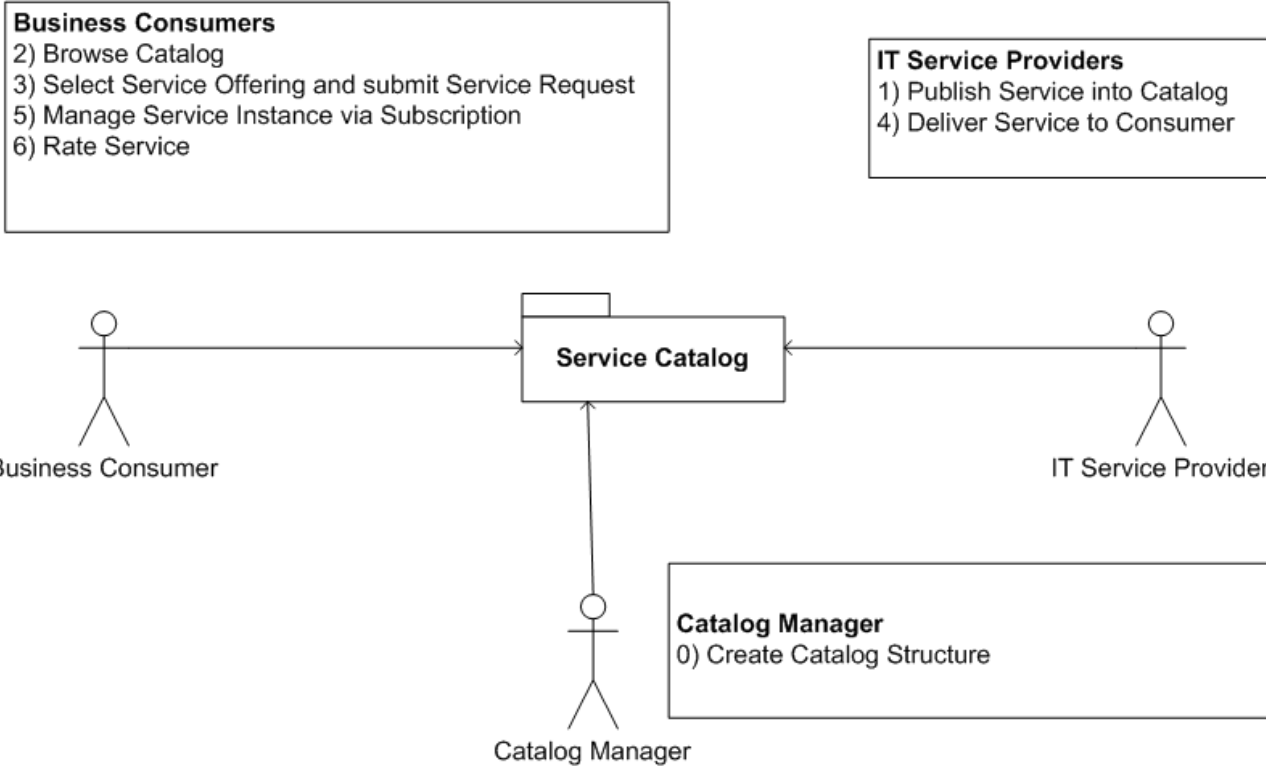 Business Consumers
2) Browse Catalog
3) Select Service Offering and submit Service Request
5) Manage Service Instance via Subscription
6) Rate Service
IT Service Providers
1) Publish Service into Catalog
4) Deliver Service to Consumer
Service Catalog
Business Consumer
IT Service Provider
Catalog Manager
0) Create Catalog Structure
Catalog Manager